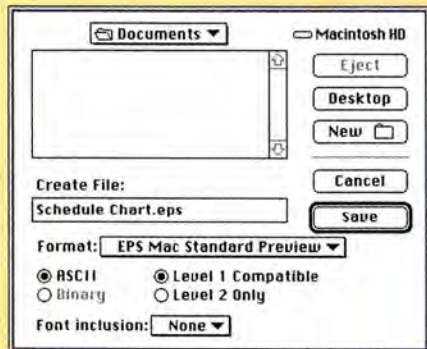 Documents
Macintosh HD
Eject
Desktop
New
Create File:
Cancel
Schedule Chart.eps
Save
Format: EPS Mac Standard Preview
ASCII Level 1 Compatible
Binary Level 2 Only
Font inclusion: None